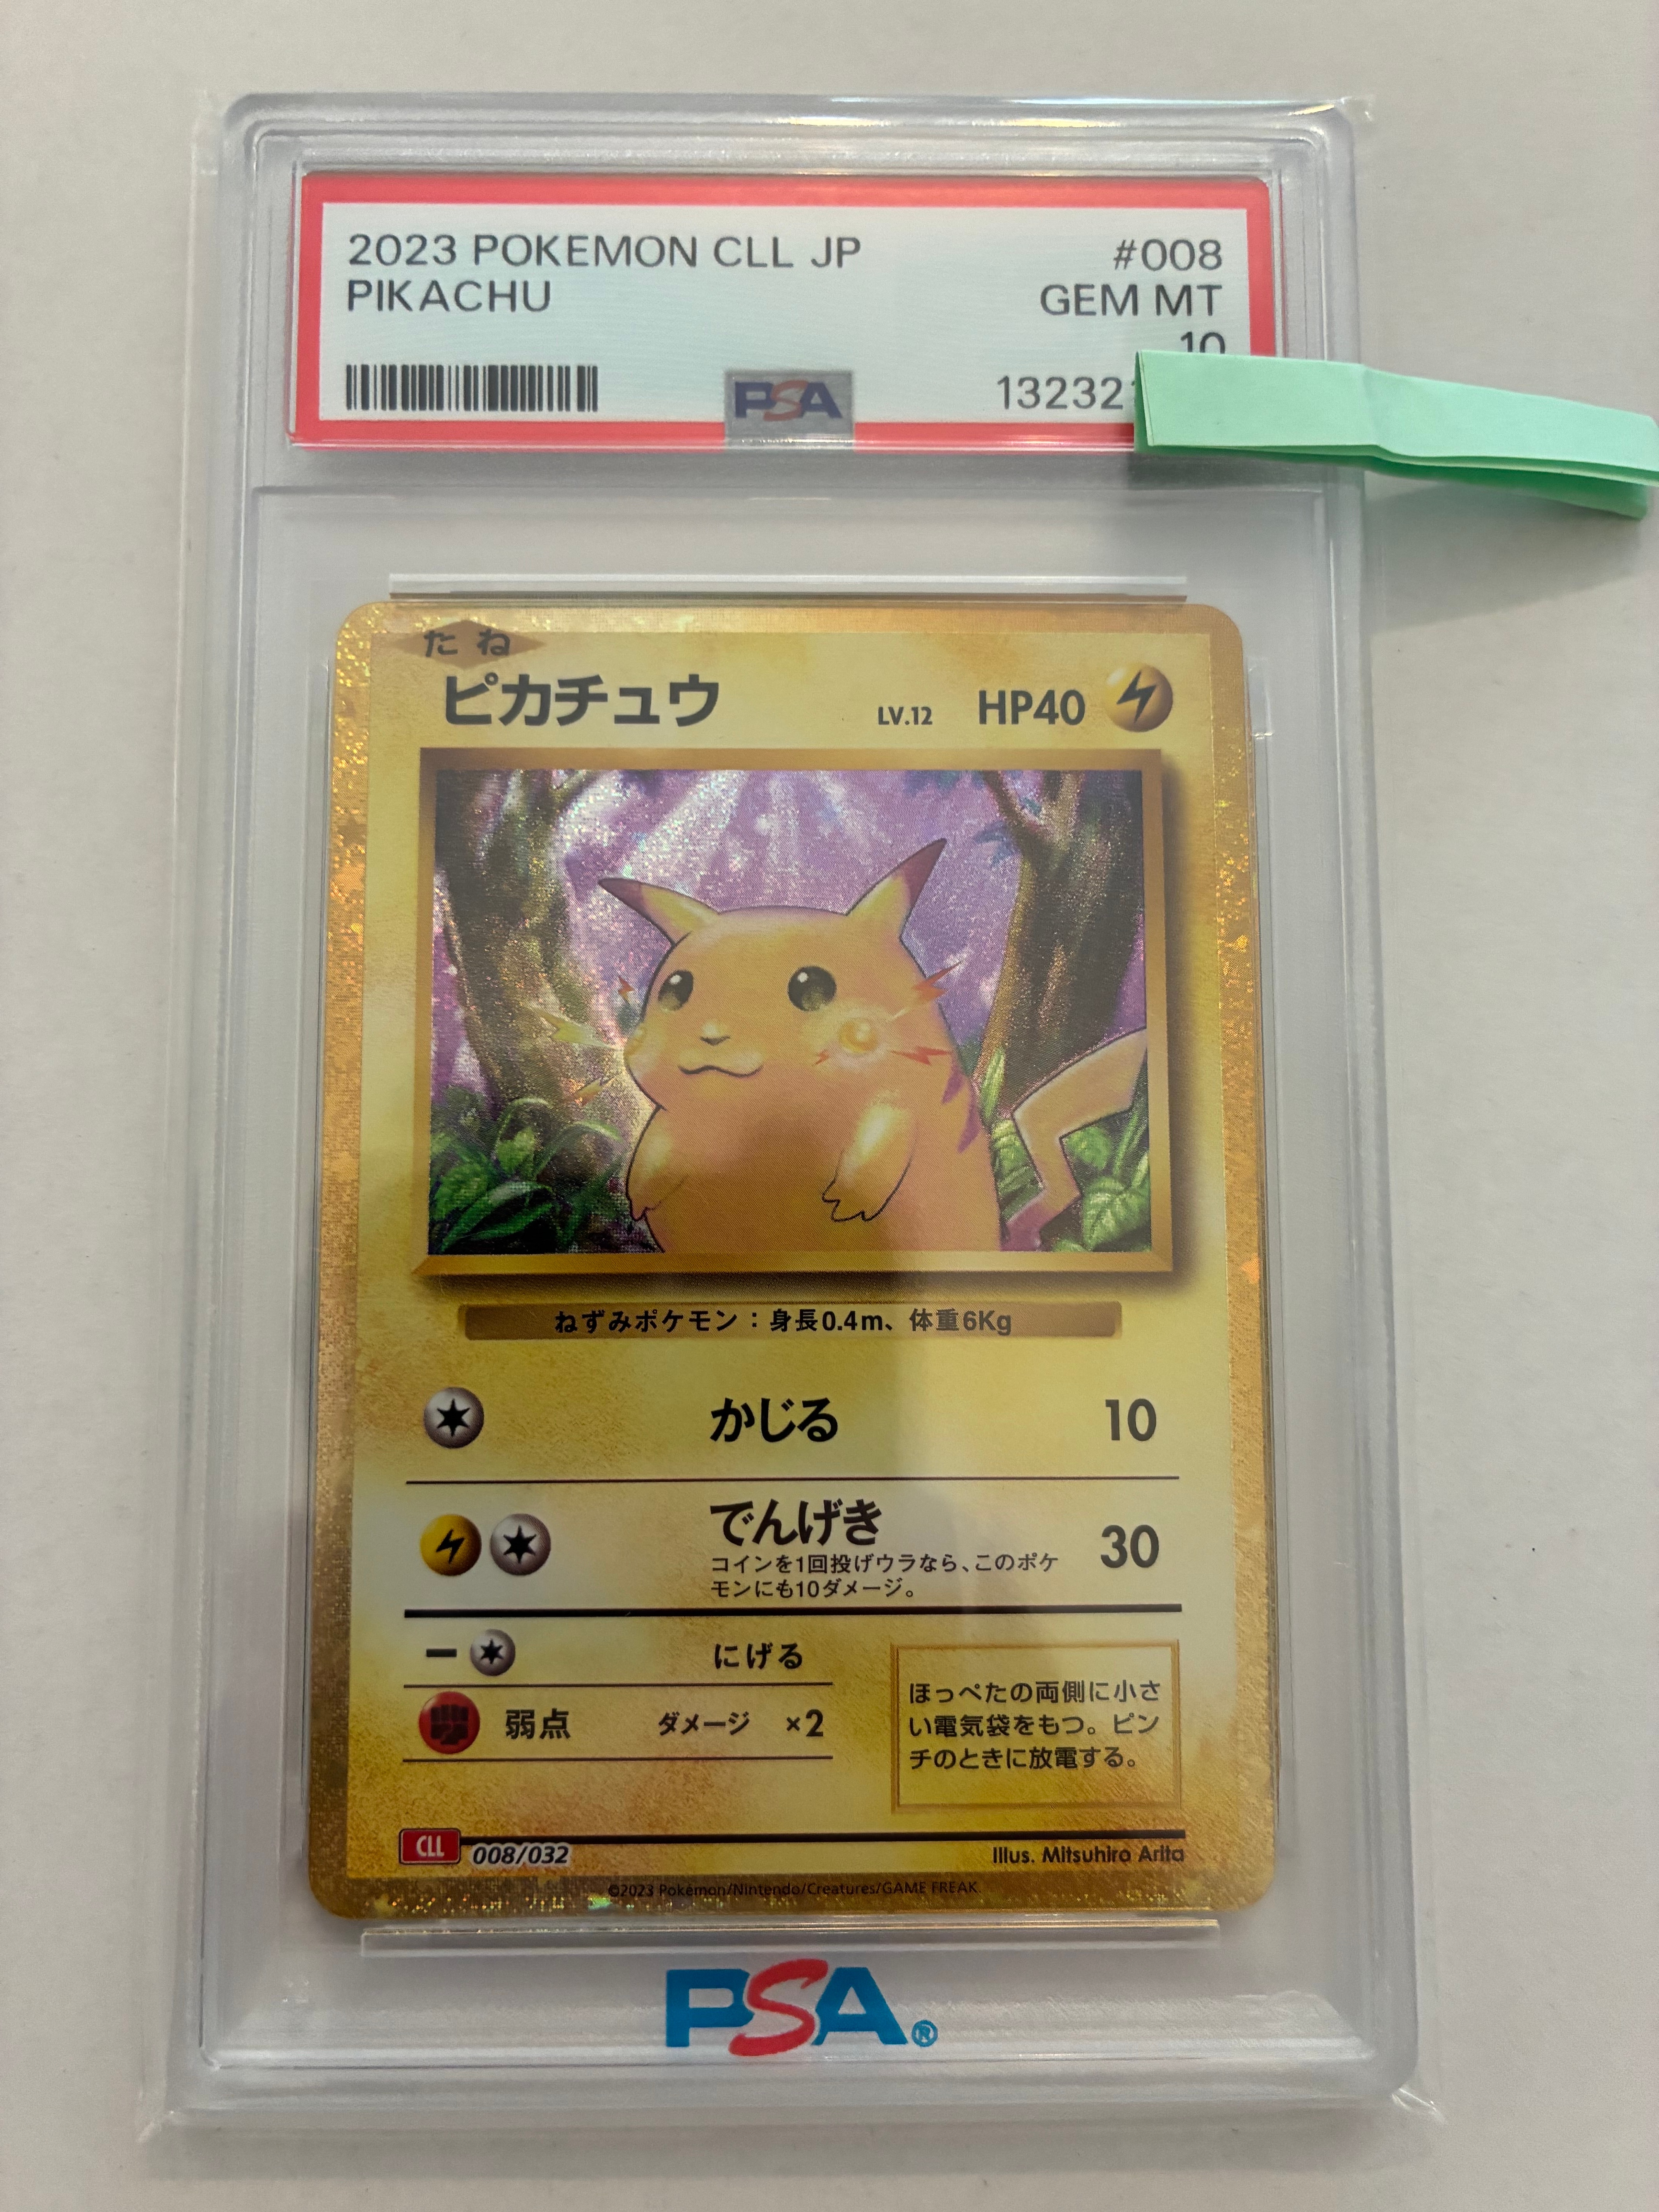 2023 POKEMON CLL JP #008
PIKACHU GEM MT
10
PSA 13232
たね
ピカチュウ LV.12 HP40
ねずみポケモン：身長0.4m、体重6Kg
かじる 10
でんげき 30
コインを1回投げウラなら、このポケ
モンにも10ダメージ。
にげる
弱点 ダメージ ×2
ほっぺたの両側に小さ
い電気袋をもつ。ピン
チのときに放電する。
CLL 008/032 Illus. Mitsuhiro Arita
©2023 Pokémon/Nintendo/Creatures/GAME FREAK
PSA®